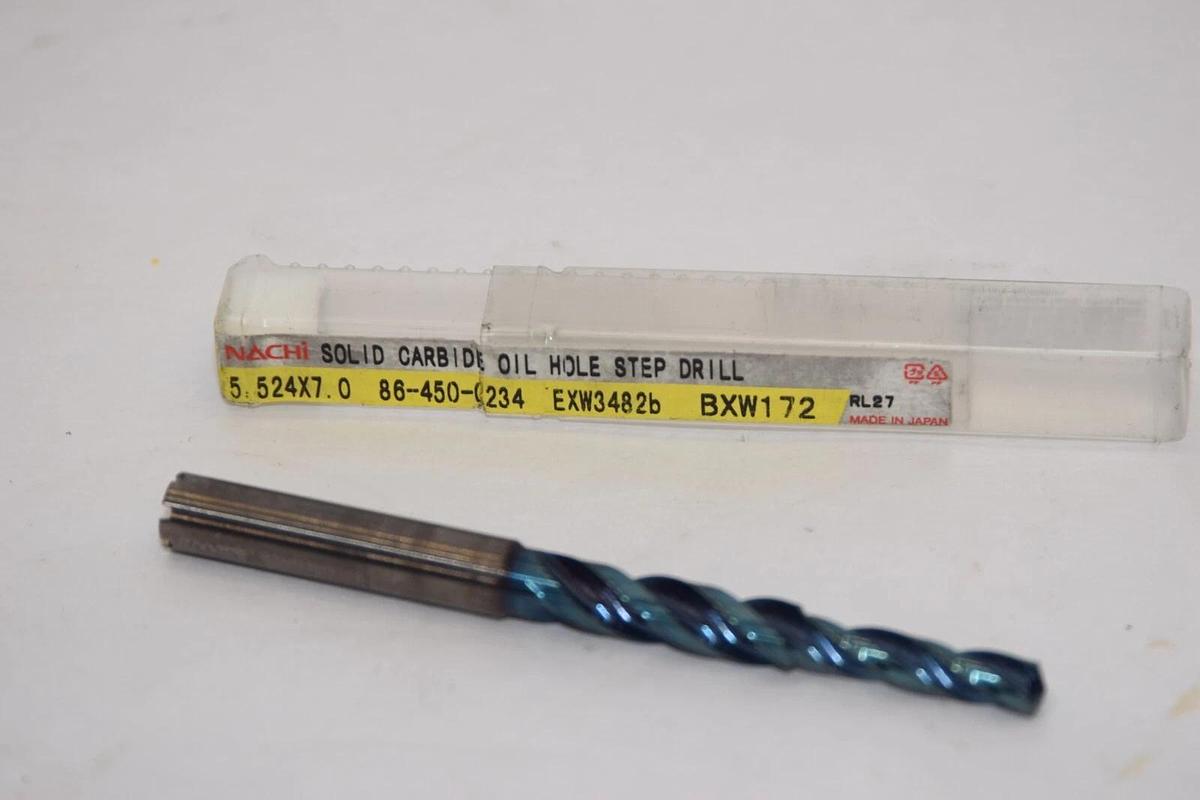 NACHi SOLID CARBIDE OIL HOLE STEP DRILL
5.524X7.0 86-450-0234 EXW3482b BXW172 RL27
MADE IN JAPAN